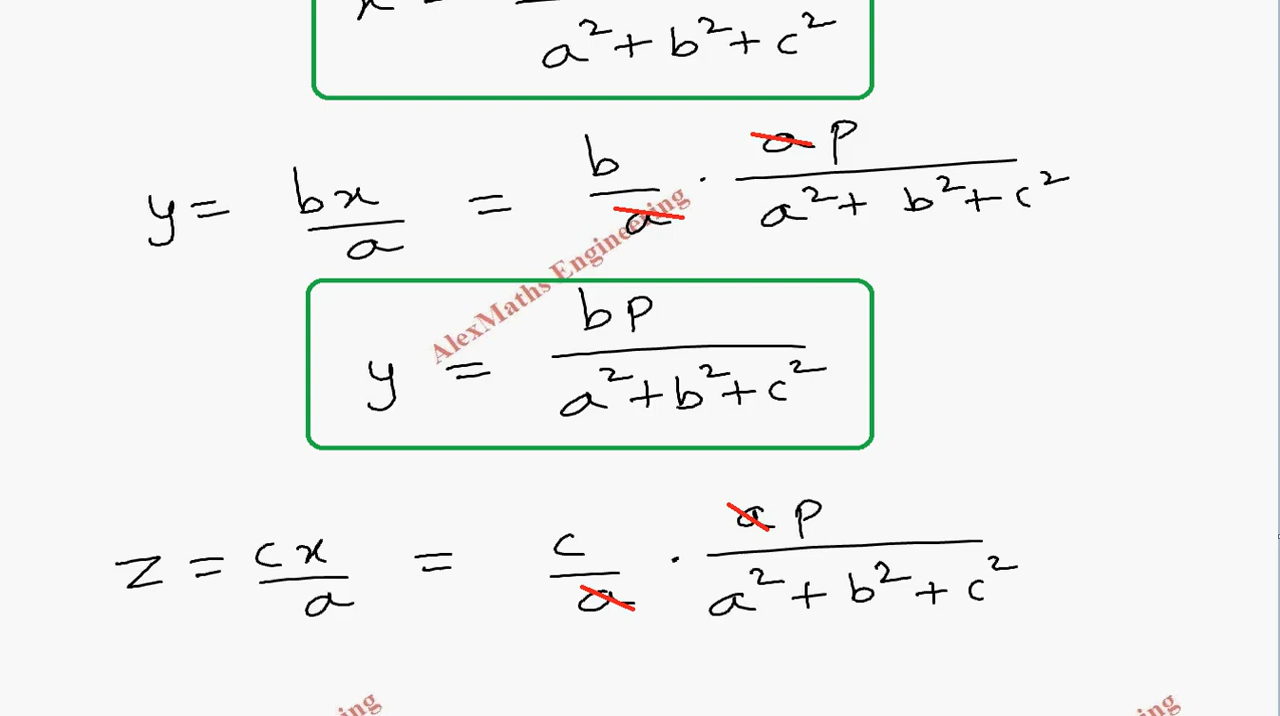 x =
a² + b² + c²
y = bx/a = b/a · aP/(a² + b² + c²)
AlexMaths Engineering
y = bP/(a² + b² + c²)
z = cx/a = c/a · aP/(a² + b² + c²)